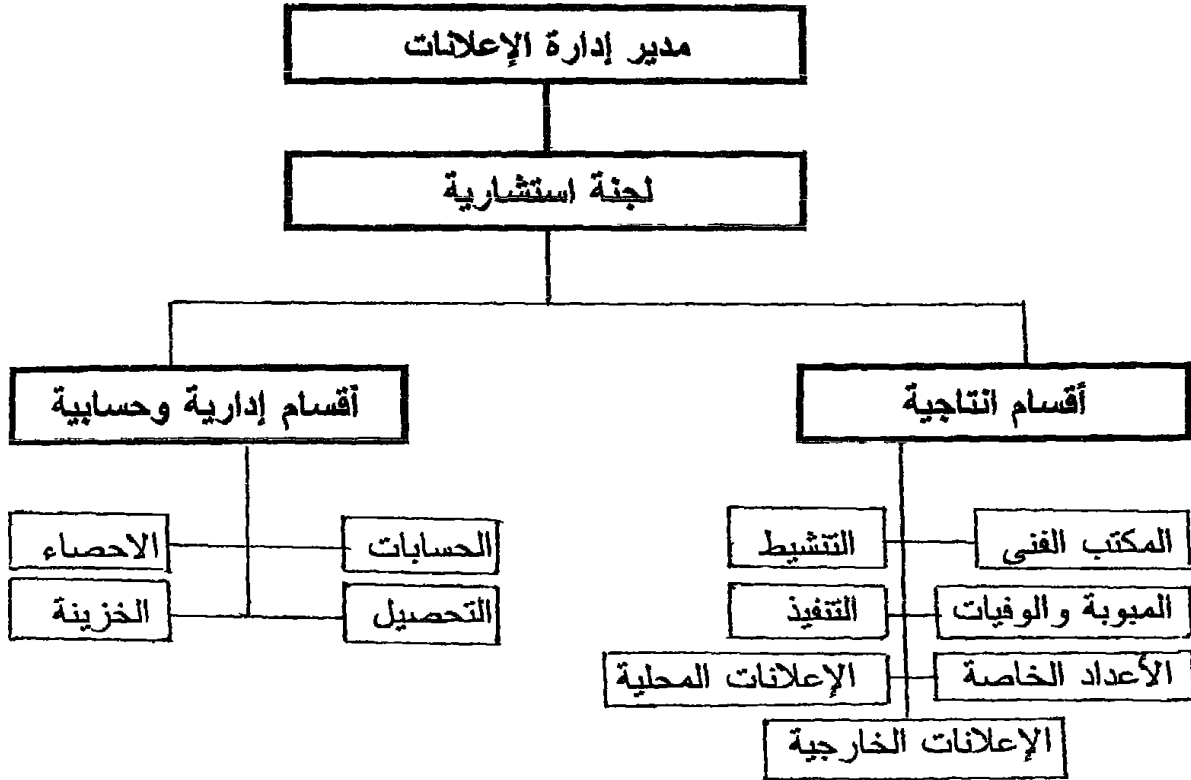 مدير إدارة الإعلانات
لجنة استشارية
أقسام انتاجية
أقسام إدارية وحسابية
المكتب الفنى
التنشيط
الحسابات
الاحصاء
المبوبة والوفيات
التنفيذ
التحصيل
الخزينة
الأعداد الخاصة
الإعلانات المحلية
الإعلانات الخارجية